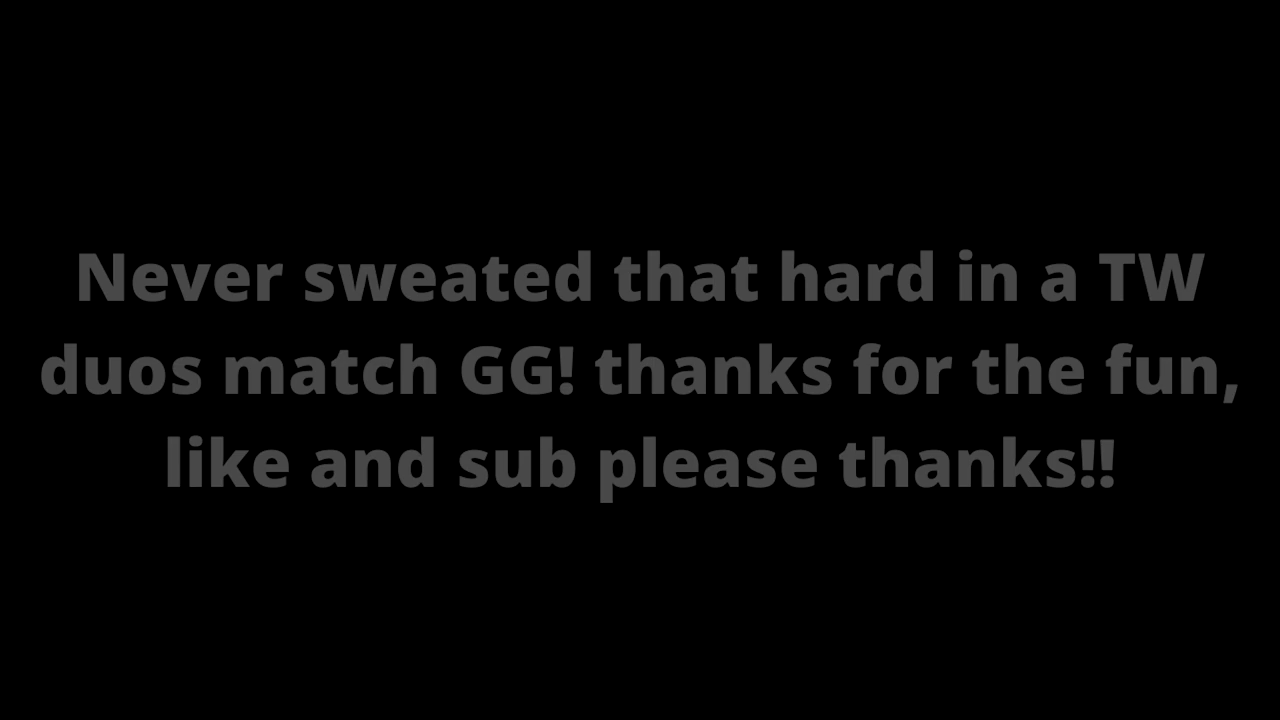 Never sweated that hard in a TW
duos match GG! thanks for the fun,
like and sub please thanks!!